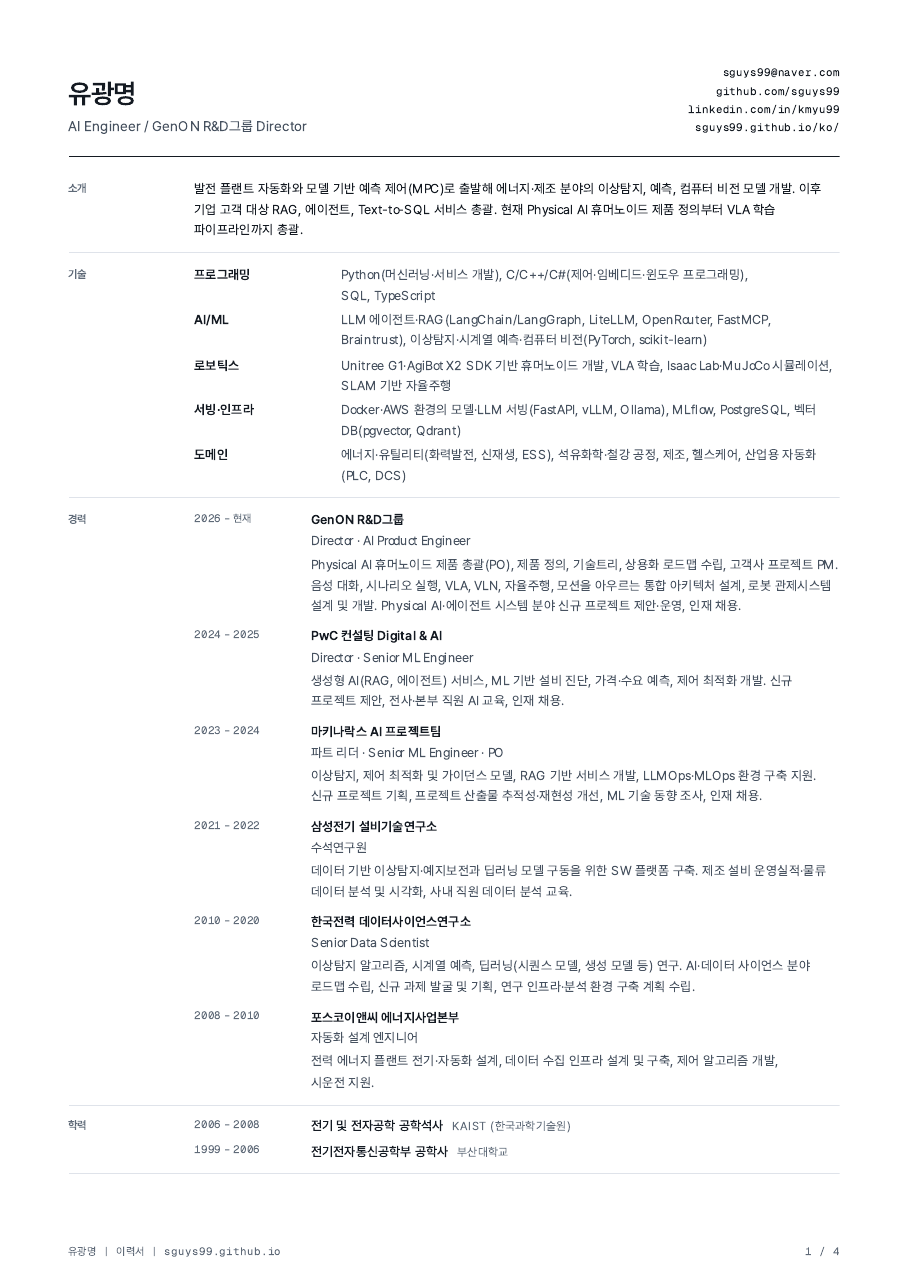 유광명
AI Engineer / GenON R&D그룹 Director
sguys99@naver.com
github.com/sguys99
linkedin.com/in/kmyu99
sguys99.github.io/ko/
소개
발전 플랜트 자동화와 모델 기반 예측 제어(MPC)로 출발해 에너지·제조 분야의 이상탐지, 예측, 컴퓨터 비전 모델 개발. 이후
기업 고객 대상 RAG, 에이전트, Text-to-SQL 서비스 총괄. 현재 Physical AI 휴머노이드 제품 정의부터 VLA 학습
파이프라인까지 총괄.
기술
프로그래밍
Python(머신러닝·서비스 개발), C/C++/C#(제어·임베디드·윈도우 프로그래밍),
SQL, TypeScript
AI/ML
LLM 에이전트·RAG(LangChain/LangGraph, LiteLLM, OpenRouter, FastMCP,
Braintrust), 이상탐지·시계열 예측·컴퓨터 비전(PyTorch, scikit-learn)
로보틱스
Unitree G1·AgiBot X2 SDK 기반 휴머노이드 개발, VLA 학습, Isaac Lab·MuJoCo 시뮬레이션,
SLAM 기반 자율주행
서빙·인프라
Docker·AWS 환경의 모델·LLM 서빙(FastAPI, vLLM, Ollama), MLflow, PostgreSQL, 벡터
DB(pgvector, Qdrant)
도메인
에너지·유틸리티(화력발전, 신재생, ESS), 석유화학·철강 공정, 제조, 헬스케어, 산업용 자동화
(PLC, DCS)
경력
2026 – 현재
GenON R&D그룹
Director · AI Product Engineer
Physical AI 휴머노이드 제품 총괄(PO), 제품 정의, 기술트리, 상용화 로드맵 수립, 고객사 프로젝트 PM.
음성 대화, 시나리오 실행, VLA, VLN, 자율주행, 모션을 아우르는 통합 아키텍처 설계, 로봇 관제시스템
설계 및 개발. Physical AI·에이전트 시스템 분야 신규 프로젝트 제안·운영, 인재 채용.
2024 – 2025
PwC 컨설팅 Digital & AI
Director · Senior ML Engineer
생성형 AI(RAG, 에이전트) 서비스, ML 기반 설비 진단, 가격·수요 예측, 제어 최적화 개발. 신규
프로젝트 제안, 전사·본부 직원 AI 교육, 인재 채용.
2023 – 2024
마키나락스 AI 프로젝트팀
파트 리더 · Senior ML Engineer · PO
이상탐지, 제어 최적화 및 가이던스 모델, RAG 기반 서비스 개발, LLMOps·MLOps 환경 구축 지원.
신규 프로젝트 기획, 프로젝트 산출물 추적성·재현성 개선, ML 기술 동향 조사, 인재 채용.
2021 – 2022
삼성전기 설비기술연구소
수석연구원
데이터 기반 이상탐지·예지보전과 딥러닝 모델 구동을 위한 SW 플랫폼 구축. 제조 설비 운영실적·물류
데이터 분석 및 시각화, 사내 직원 데이터 분석 교육.
2010 – 2020
한국전력 데이터사이언스연구소
Senior Data Scientist
이상탐지 알고리즘, 시계열 예측, 딥러닝(시퀀스 모델, 생성 모델 등) 연구. AI·데이터 사이언스 분야
로드맵 수립, 신규 과제 발굴 및 기획, 연구 인프라·분석 환경 구축 계획 수립.
2008 – 2010
포스코이앤씨 에너지사업본부
자동화 설계 엔지니어
전력 에너지 플랜트 전기·자동화 설계, 데이터 수집 인프라 설계 및 구축, 제어 알고리즘 개발,
시운전 지원.
학력
2006 – 2008
전기 및 전자공학 공학석사 KAIST (한국과학기술원)
1999 – 2006
전기전자통신공학부 공학사 부산대학교
유광명 | 이력서 | sguys99.github.io
1 / 4